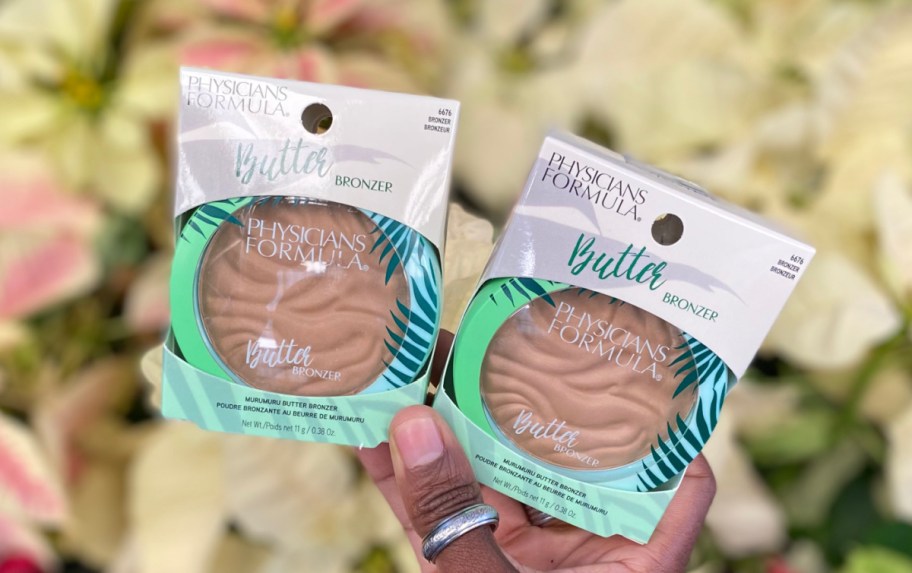 PHYSICIANS
FORMULA®
6676
BRONZER
BRONZEUR
Butter
BRONZER
PHYSICIANS
FORMULA®
Butter
BRONZER
MURUMURU BUTTER BRONZER
POUDRE BRONZANTE AU BEURRE DE MURUMURU
Net Wt./Poids net 11 g / 0.38 Oz.
PHYSICIANS
FORMULA®
6676
BRONZER
BRONZEUR
Butter
BRONZER
PHYSICIANS
FORMULA®
Butter
BRONZER
MURUMURU BUTTER BRONZER
POUDRE BRONZANTE AU BEURRE DE MURUMURU
Net Wt./Poids net 11 g / 0.38 Oz.